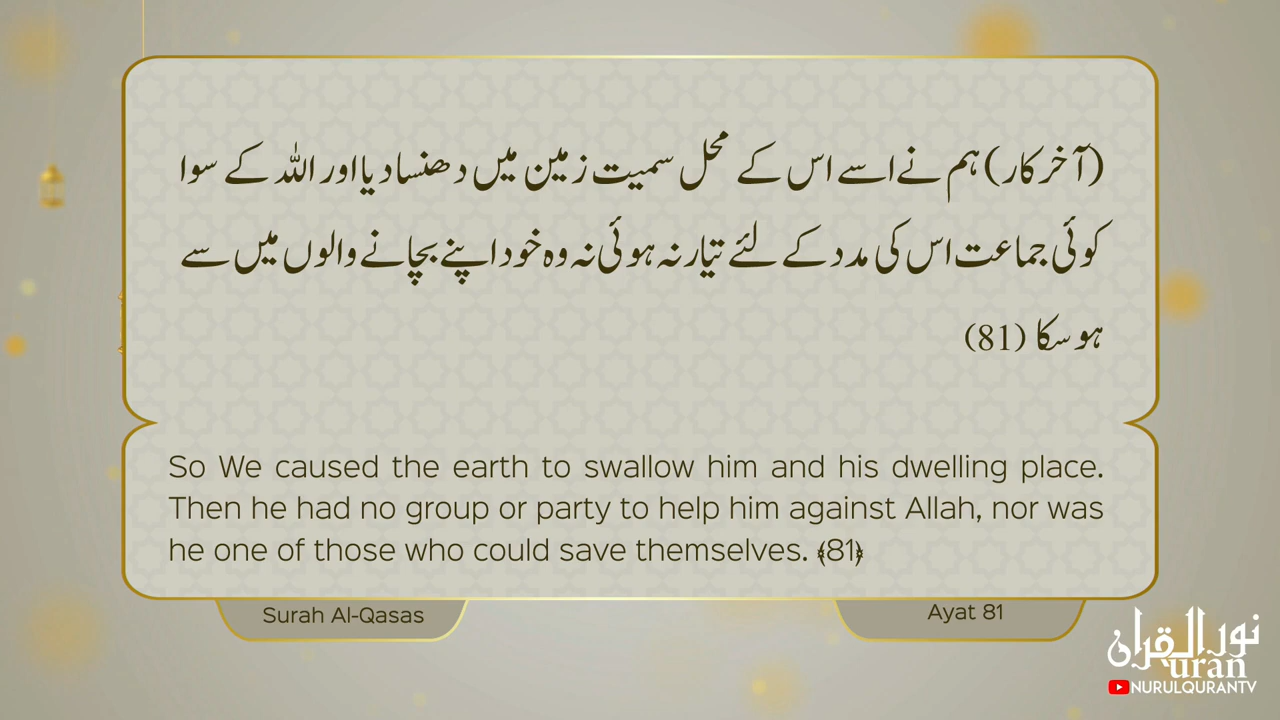 (آخرکار) ہم نے اسے اس کے محل سمیت زمین میں دھنسا دیا اور اللہ کے سوا
کوئی جماعت اس کی مدد کے لئے تیار نہ ہوئی نہ وہ خود اپنے بچانے والوں میں سے
ہو سکا (81)
So We caused the earth to swallow him and his dwelling place.
Then he had no group or party to help him against Allah, nor was
he one of those who could save themselves. ﴾81﴿
Surah Al-Qasas
Ayat 81
نور القرآن
uran
NURULQURANTV